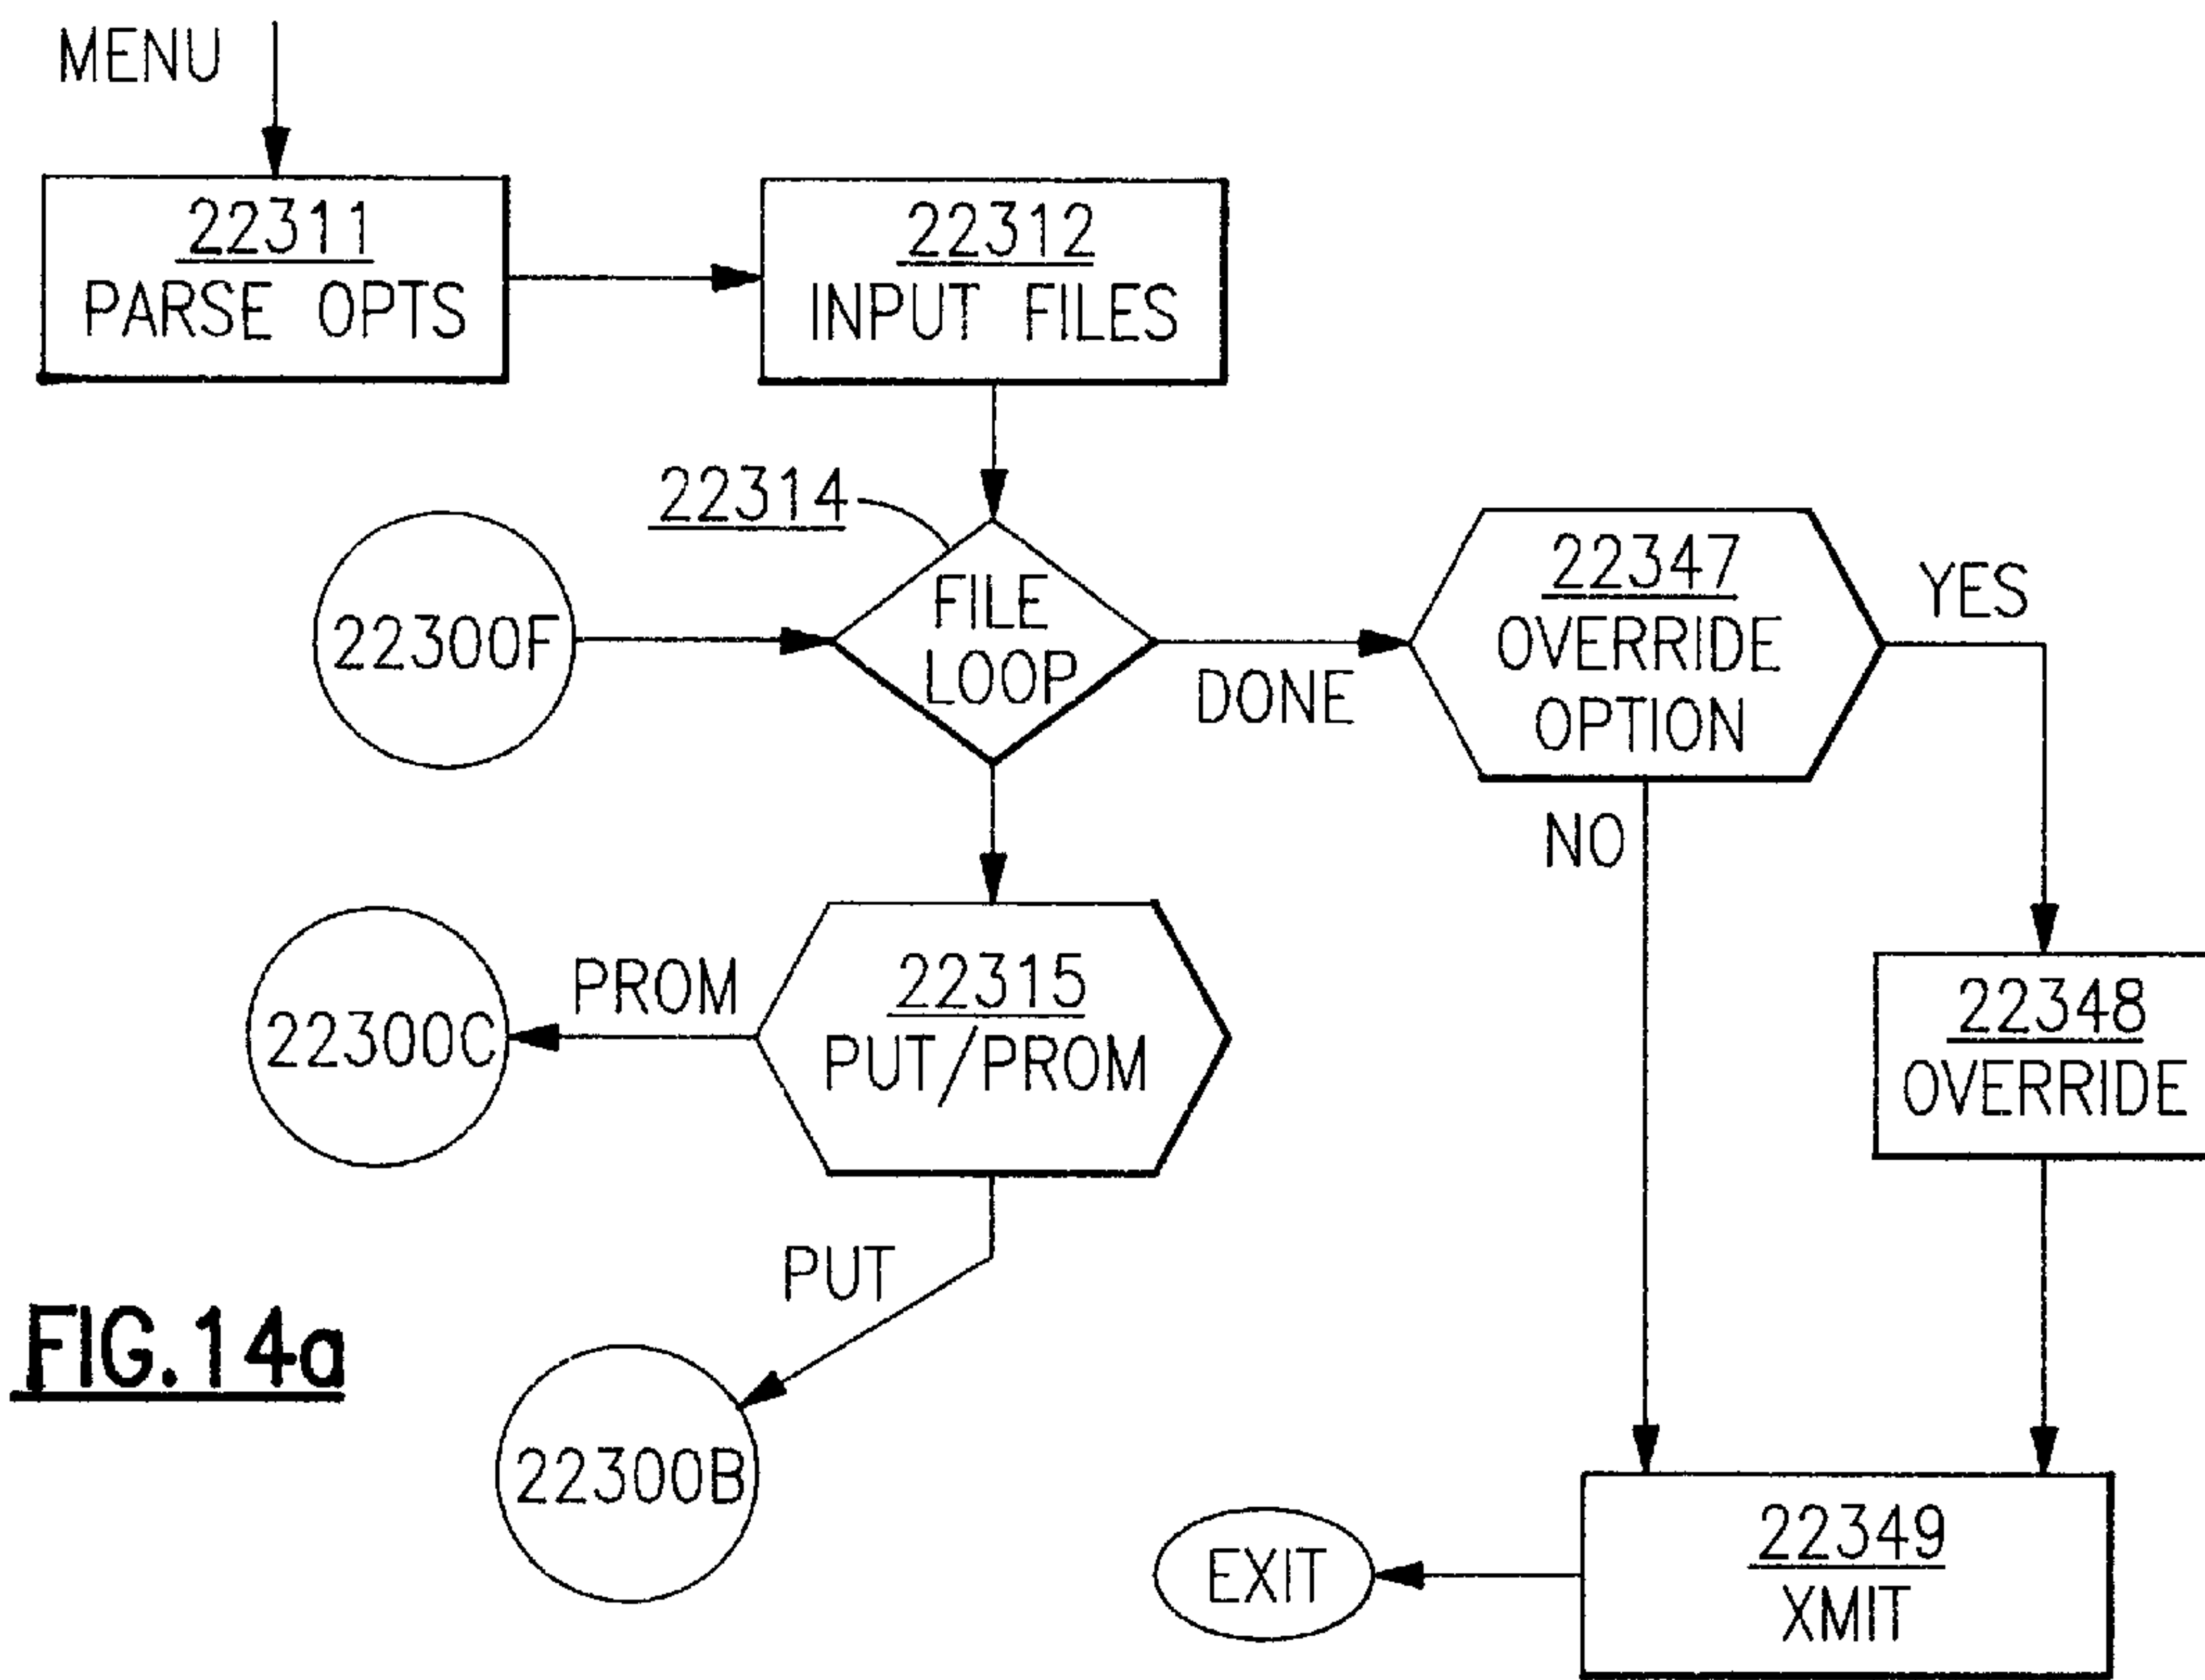 MENU
22311
PARSE OPTS
22312
INPUT FILES
22314
22300F
FILE
LOOP
DONE
22347
OVERRIDE
OPTION
YES
NO
22300C
PROM
22315
PUT/PROM
22348
OVERRIDE
PUT
FIG.14a
22300B
EXIT
22349
XMIT